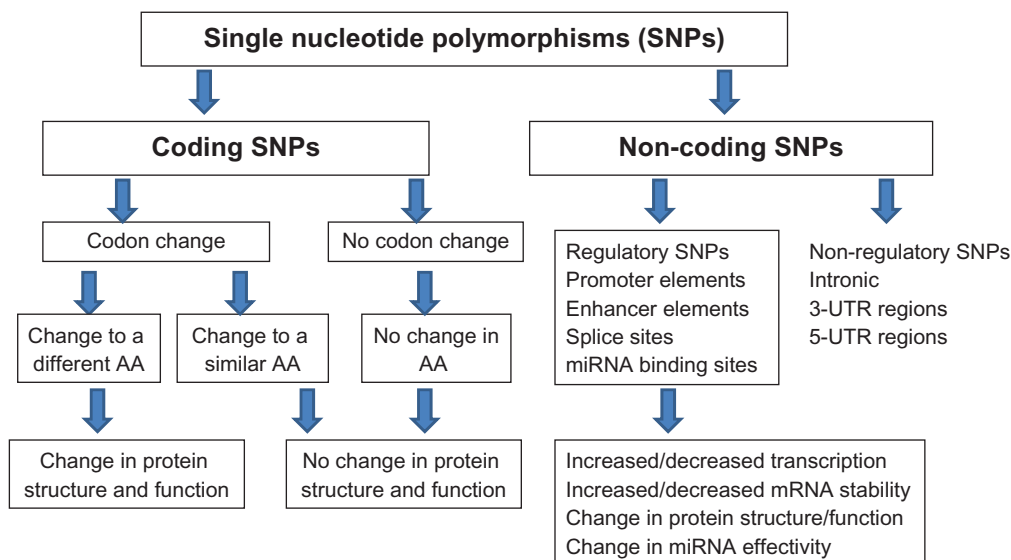 Single nucleotide polymorphisms (SNPs)
Coding SNPs
Non-coding SNPs
Codon change
No codon change
Change to a
different AA
Change to a
similar AA
No change in
AA
Change in protein
structure and function
No change in protein
structure and function
Regulatory SNPs
Promoter elements
Enhancer elements
Splice sites
miRNA binding sites
Non-regulatory SNPs
Intronic
3-UTR regions
5-UTR regions
Increased/decreased transcription
Increased/decreased mRNA stability
Change in protein structure/function
Change in miRNA effectivity